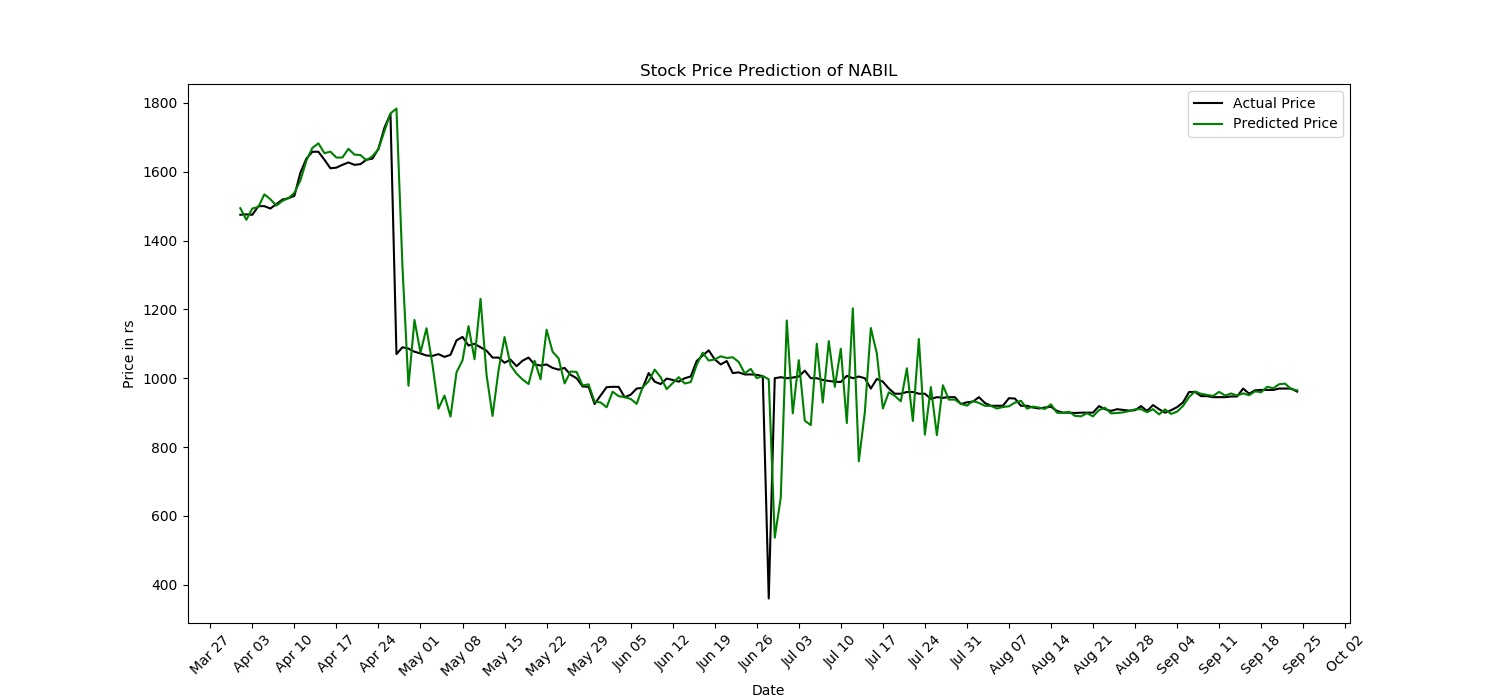 Stock Price Prediction of NABIL
Actual Price
Predicted Price
1800
1600
1400
1200
1000
800
600
400
Price in rs
Mar 27
Apr 03
Apr 10
Apr 17
Apr 24
May 01
May 08
May 15
May 22
May 29
Jun 05
Jun 12
Jun 19
Jun 26
Jul 03
Jul 10
Jul 17
Jul 24
Jul 31
Aug 07
Aug 14
Aug 21
Aug 28
Sep 04
Sep 11
Sep 18
Sep 25
Oct 02
Date